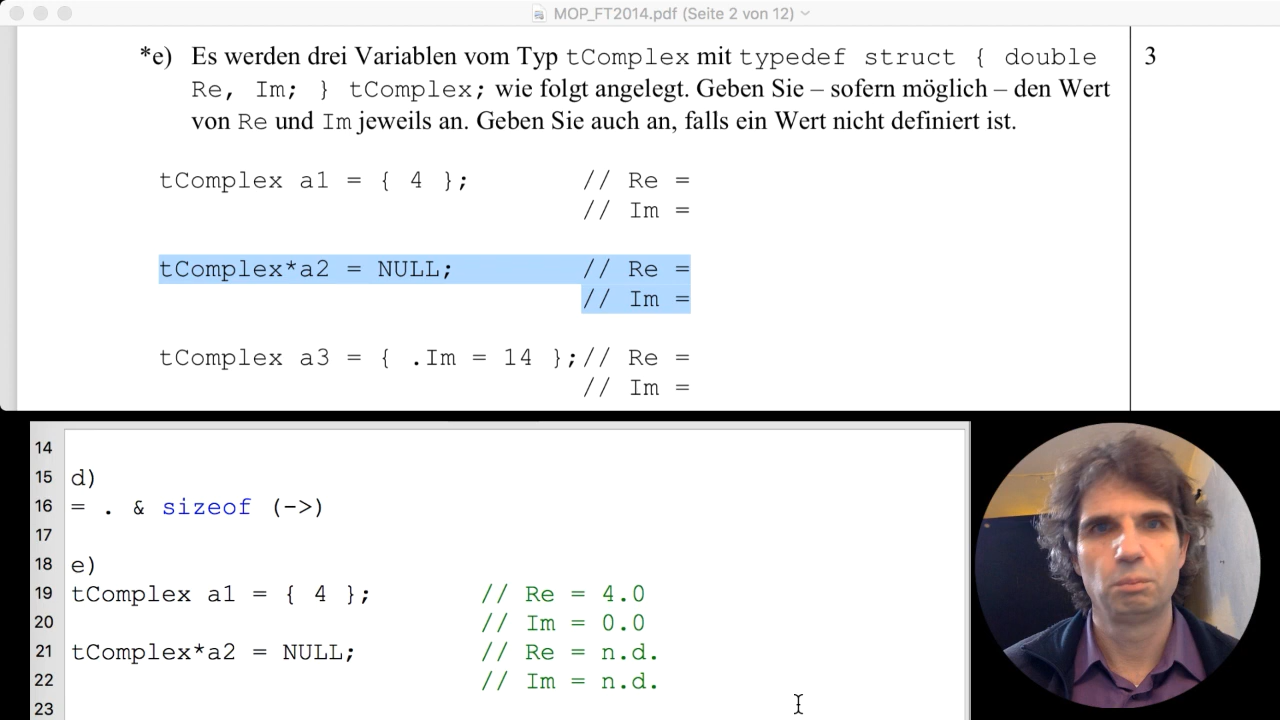 MOP_FT2014.pdf (Seite 2 von 12)
*e) Es werden drei Variablen vom Typ tComplex mit typedef struct { double 3
Re, Im; } tComplex; wie folgt angelegt. Geben Sie – sofern möglich – den Wert
von Re und Im jeweils an. Geben Sie auch an, falls ein Wert nicht definiert ist.
tComplex a1 = { 4 }; // Re =
// Im =
tComplex*a2 = NULL; // Re =
// Im =
tComplex a3 = { .Im = 14 };// Re =
// Im =
14
15 d)
16 = . & sizeof (->)
17
18 e)
19 tComplex a1 = { 4 }; // Re = 4.0
20 // Im = 0.0
21 tComplex*a2 = NULL; // Re = n.d.
22 // Im = n.d.
23